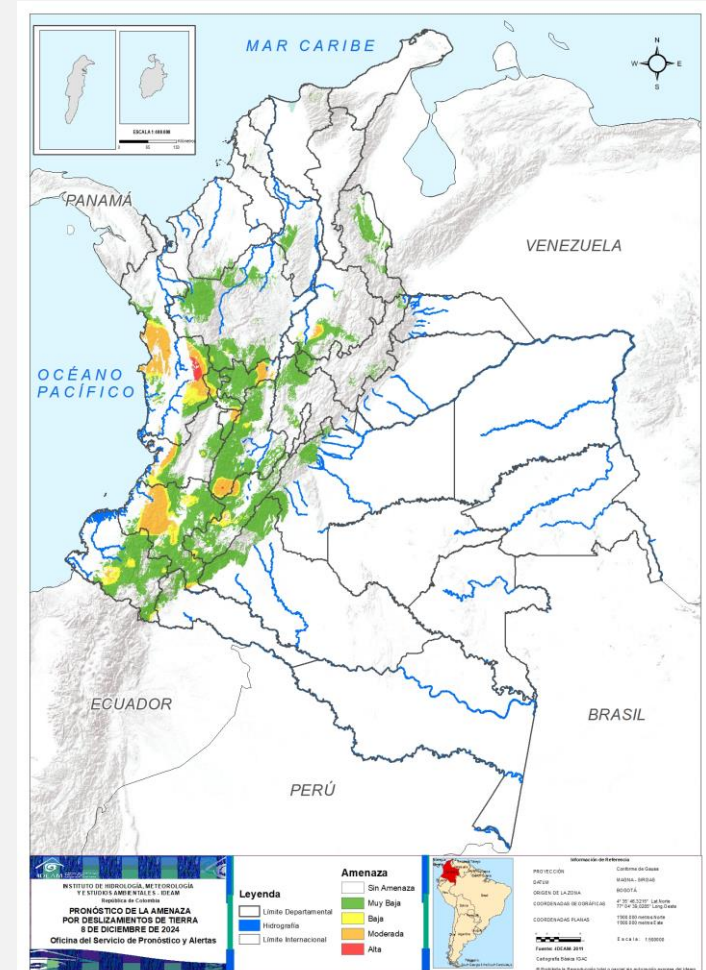 MAR CARIBE
N
W
E
S
PANAMÁ
VENEZUELA
OCÉANO
PACÍFICO
ECUADOR
BRASIL
PERÚ
IDEAM
INSTITUTO DE HIDROLOGÍA, METEOROLOGÍA
Y ESTUDIOS AMBIENTALES - IDEAM
República de Colombia
PRONÓSTICO DE LA AMENAZA
POR DESLIZAMIENTOS DE TIERRA
8 DE DICIEMBRE DE 2024
Oficina del Servicio de Pronóstico y Alertas
Leyenda
Límite Departamental
Hidrografía
Límite Internacional
Amenaza
Sin Amenaza
Muy Baja
Baja
Moderada
Alta
Información de Referencia
PROYECCIÓN
Conforme de Gauss
DATUM
MAGNA - SIRGAS
ORIGEN DE LA ZONA
BOGOTÁ
COORDENADAS GEOGRÁFICAS
COORDENADAS PLANAS
Fuente: IDEAM, 2011
Cartografía Básica IGAC